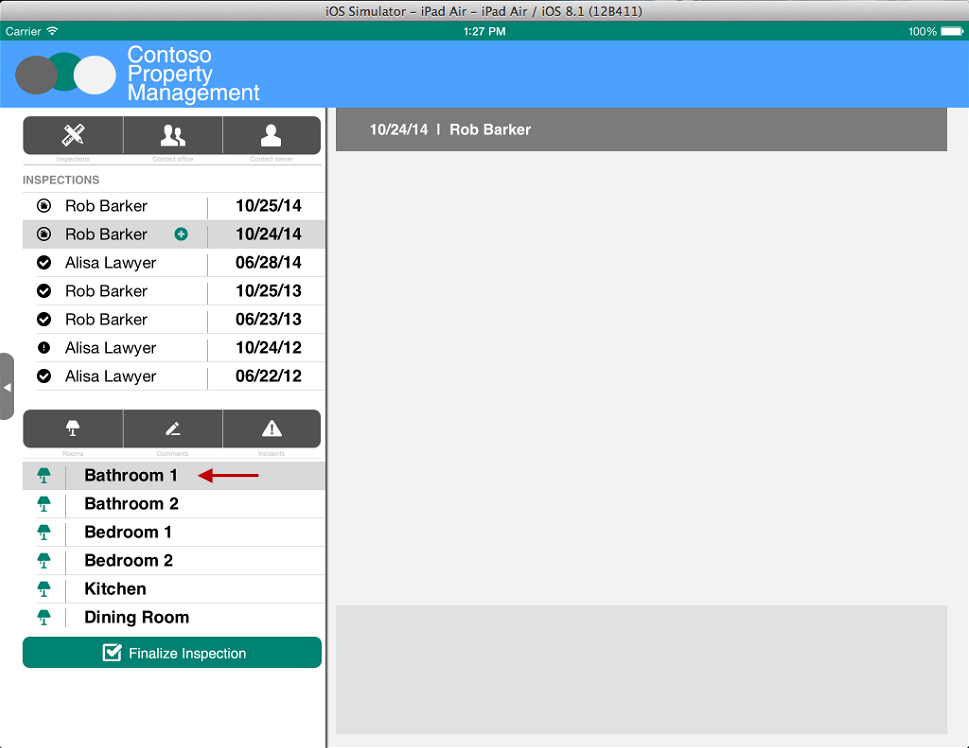 iOS Simulator – iPad Air – iPad Air / iOS 8.1 (12B411)
Carrier 1:27 PM 100%
Contoso
Property
Management
Inspections Contact office Contact owner
10/24/14 | Rob Barker
INSPECTIONS
Rob Barker 10/25/14
Rob Barker 10/24/14
Alisa Lawyer 06/28/14
Rob Barker 10/25/13
Rob Barker 06/23/13
Alisa Lawyer 10/24/12
Alisa Lawyer 06/22/12
Rooms Comments Incidents
Bathroom 1
Bathroom 2
Bedroom 1
Bedroom 2
Kitchen
Dining Room
Finalize Inspection